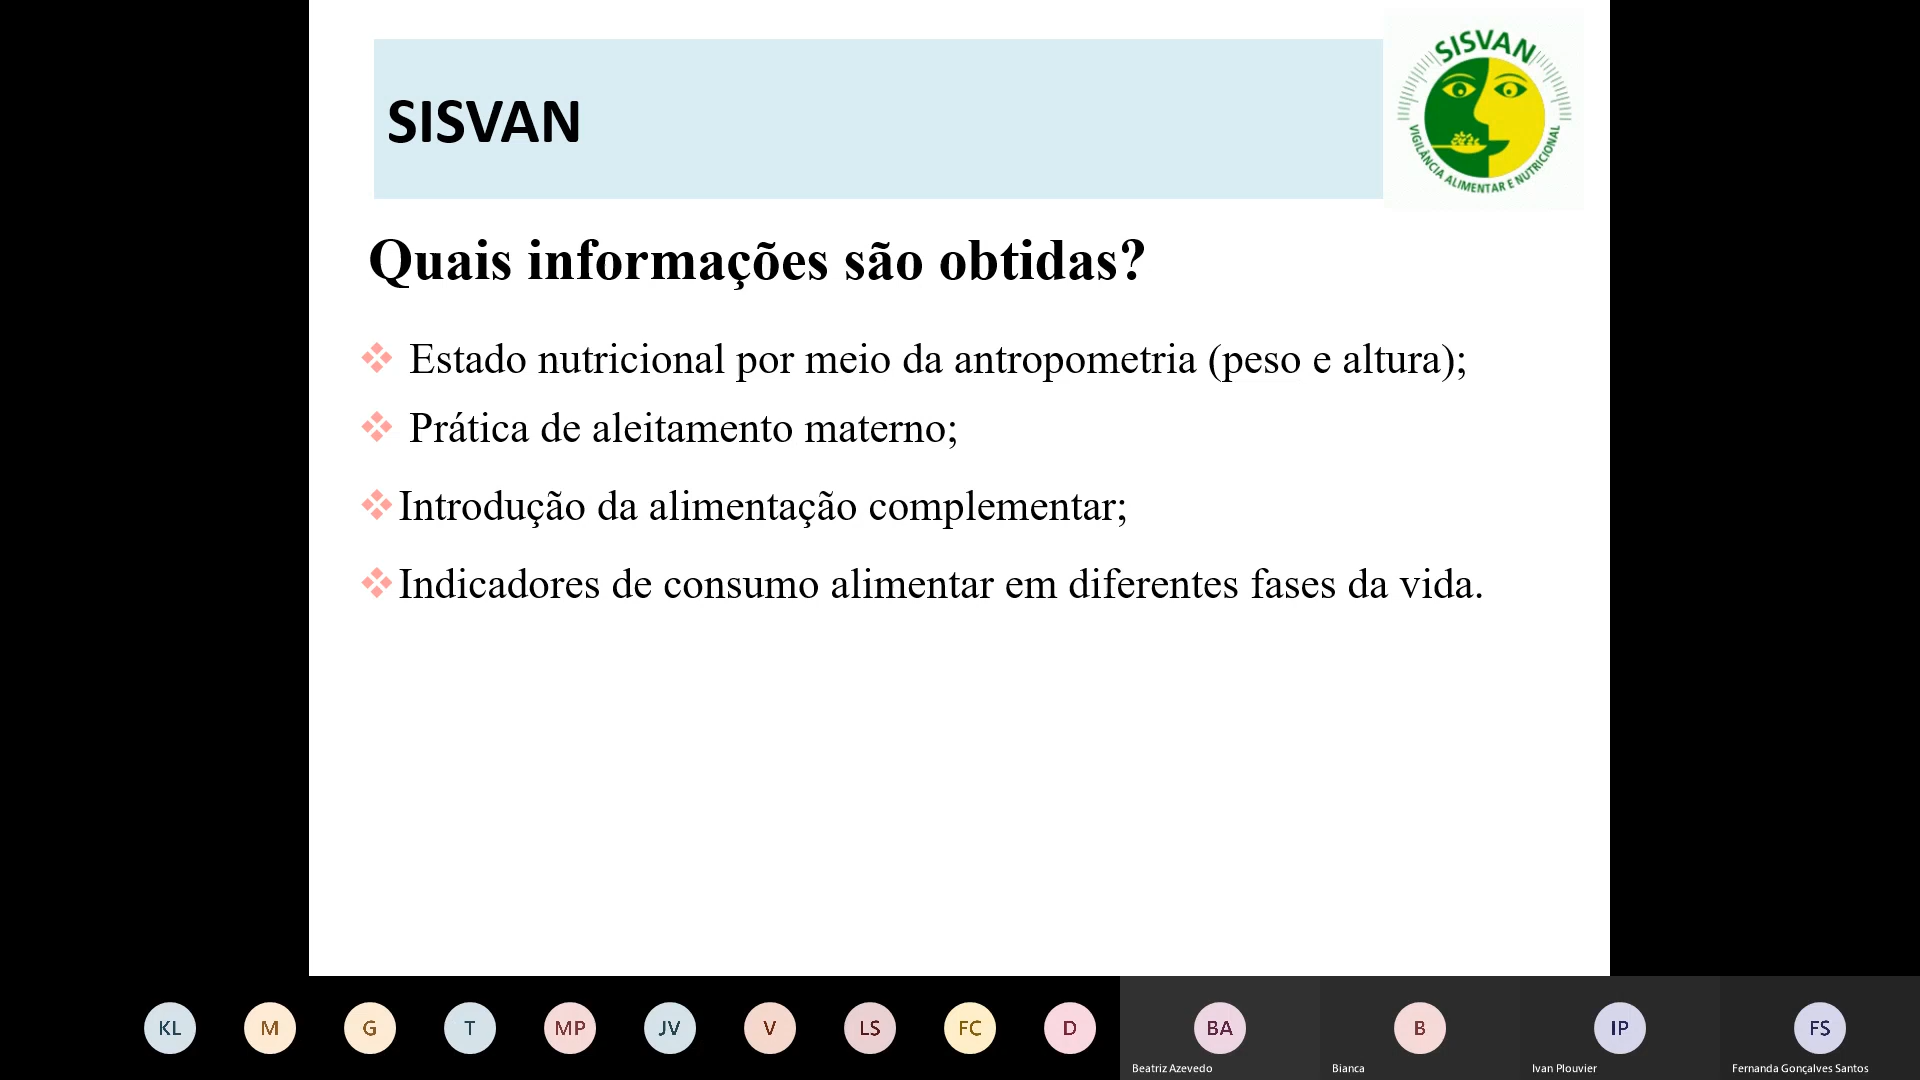 SISVAN
SISVAN
VIGILÂNCIA ALIMENTAR E NUTRICIONAL
Quais informações são obtidas?
Estado nutricional por meio da antropometria (peso e altura);
Prática de aleitamento materno;
Introdução da alimentação complementar;
Indicadores de consumo alimentar em diferentes fases da vida.
KL M G T MP JV V LS FC D BA B IP FS
Beatriz Azevedo Bianca Ivan Plouvier Fernanda Gonçalves Santos